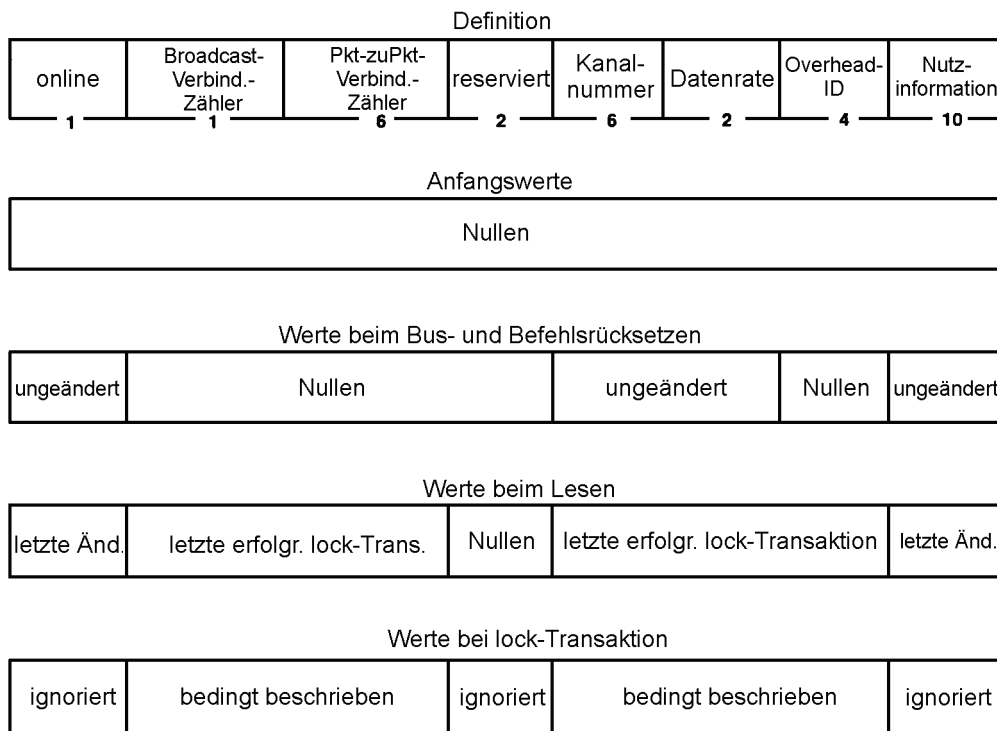 Definition
online
Broadcast-
Verbind.-
Zähler
Pkt-zuPkt-
Verbind.-
Zähler
reserviert
Kanal-
nummer
Datenrate
Overhead-
ID
Nutz-
information
1 1 6 2 6 2 4 10
Anfangswerte
Nullen
Werte beim Bus- und Befehlsrücksetzen
ungeändert Nullen ungeändert Nullen ungeändert
Werte beim Lesen
letzte Änd. letzte erfolgr. lock-Trans. Nullen letzte erfolgr. lock-Transaktion letzte Änd.
Werte bei lock-Transaktion
ignoriert bedingt beschrieben ignoriert bedingt beschrieben ignoriert